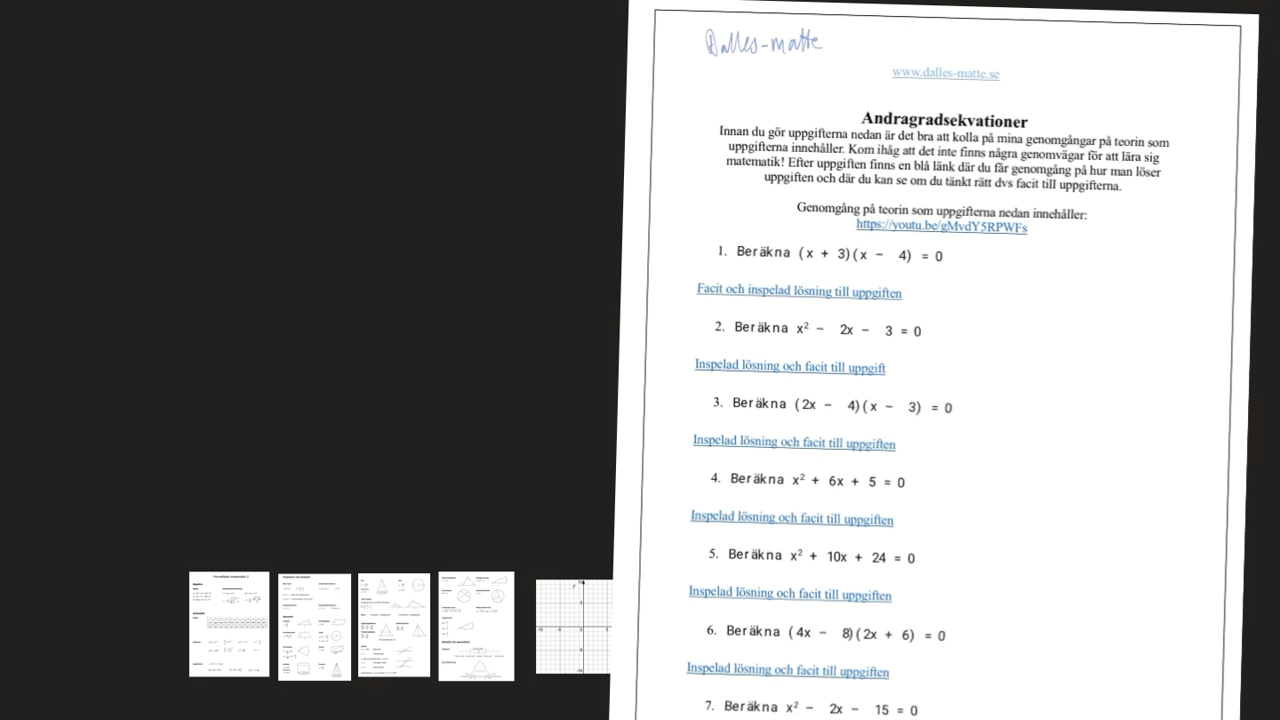 Dalles-matte
www.dalles-matte.se
Andragradsekvationer
Innan du gör uppgifterna nedan är det bra att kolla på mina genomgångar på teorin som
uppgifterna innehåller. Kom ihåg att det inte finns några genomvägar för att lära sig
matematik! Efter uppgiften finns en blå länk där du får genomgång på hur man löser
uppgiften och där du kan se om du tänkt rätt dvs facit till uppgifterna.
Genomgång på teorin som uppgifterna nedan innehåller:
https://youtu.be/gMvdY5RPWFs
1. Beräkna (x + 3)(x − 4) = 0
Facit och inspelad lösning till uppgiften
2. Beräkna x² − 2x − 3 = 0
Inspelad lösning och facit till uppgift
3. Beräkna (2x − 4)(x − 3) = 0
Inspelad lösning och facit till uppgiften
4. Beräkna x² + 6x + 5 = 0
Inspelad lösning och facit till uppgiften
5. Beräkna x² + 10x + 24 = 0
Inspelad lösning och facit till uppgiften
6. Beräkna (4x − 8)(2x + 6) = 0
Inspelad lösning och facit till uppgiften
7. Beräkna x² − 2x − 15 = 0